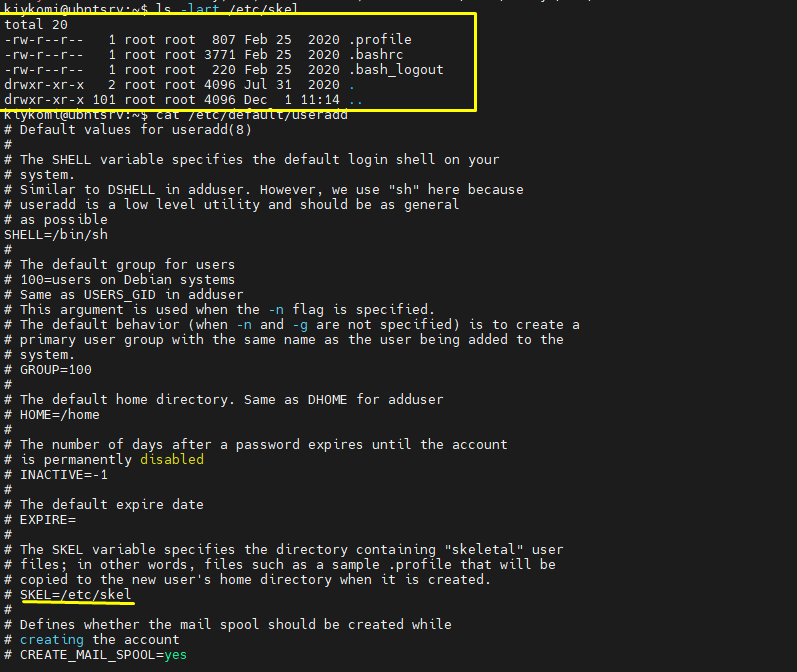 kiykomi@ubntsrv:~$ ls -lart /etc/skel
total 20
-rw-r--r--   1 root root  807 Feb 25  2020 .profile
-rw-r--r--   1 root root 3771 Feb 25  2020 .bashrc
-rw-r--r--   1 root root  220 Feb 25  2020 .bash_logout
drwxr-xr-x   2 root root 4096 Jul 31  2020 .
drwxr-xr-x 101 root root 4096 Dec  1 11:14 ..
kiykomi@ubntsrv:~$ cat /etc/default/useradd
# Default values for useradd(8)
#
# The SHELL variable specifies the default login shell on your
# system.
# Similar to DSHELL in adduser. However, we use "sh" here because
# useradd is a low level utility and should be as general
# as possible
SHELL=/bin/sh
#
# The default group for users
# 100=users on Debian systems
# Same as USERS_GID in adduser
# This argument is used when the -n flag is specified.
# The default behavior (when -n and -g are not specified) is to create a
# primary user group with the same name as the user being added to the
# system.
# GROUP=100
#
# The default home directory. Same as DHOME for adduser
# HOME=/home
#
# The number of days after a password expires until the account
# is permanently disabled
# INACTIVE=-1
#
# The default expire date
# EXPIRE=
#
# The SKEL variable specifies the directory containing "skeletal" user
# files; in other words, files such as a sample .profile that will be
# copied to the new user's home directory when it is created.
# SKEL=/etc/skel
#
# Defines whether the mail spool should be created while
# creating the account
# CREATE_MAIL_SPOOL=yes